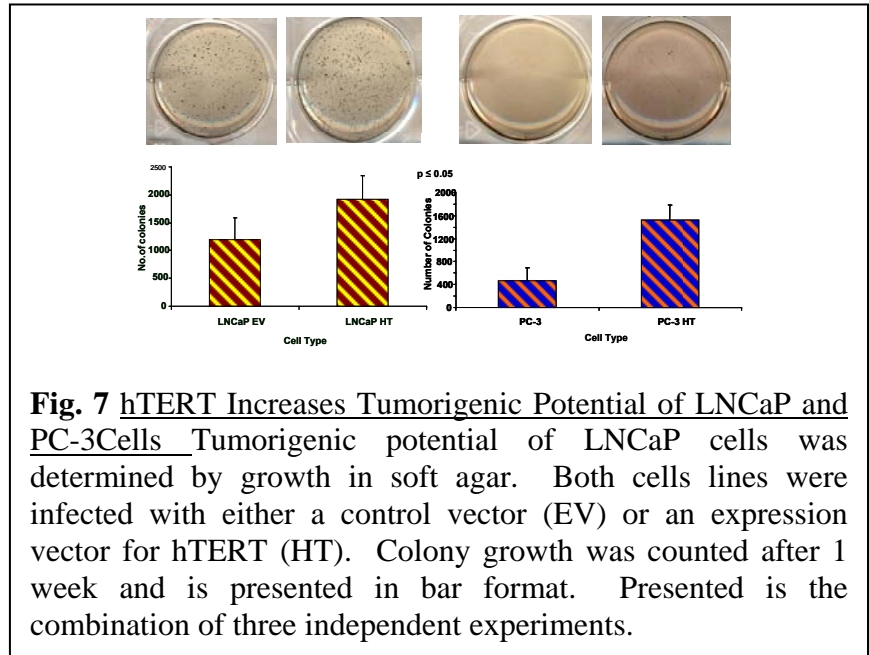 2500
2000
1500
1000
500
0
No.of colonies
LNCaP EV
LNCaP HT
Cell Type
p ≤ 0.05
2000
1600
1200
800
400
0
Number of Colonies
PC-3
PC-3 HT
Cell Type
Fig. 7 hTERT Increases Tumorigenic Potential of LNCaP and
PC-3Cells Tumorigenic potential of LNCaP cells was
determined by growth in soft agar. Both cells lines were
infected with either a control vector (EV) or an expression
vector for hTERT (HT). Colony growth was counted after 1
week and is presented in bar format. Presented is the
combination of three independent experiments.